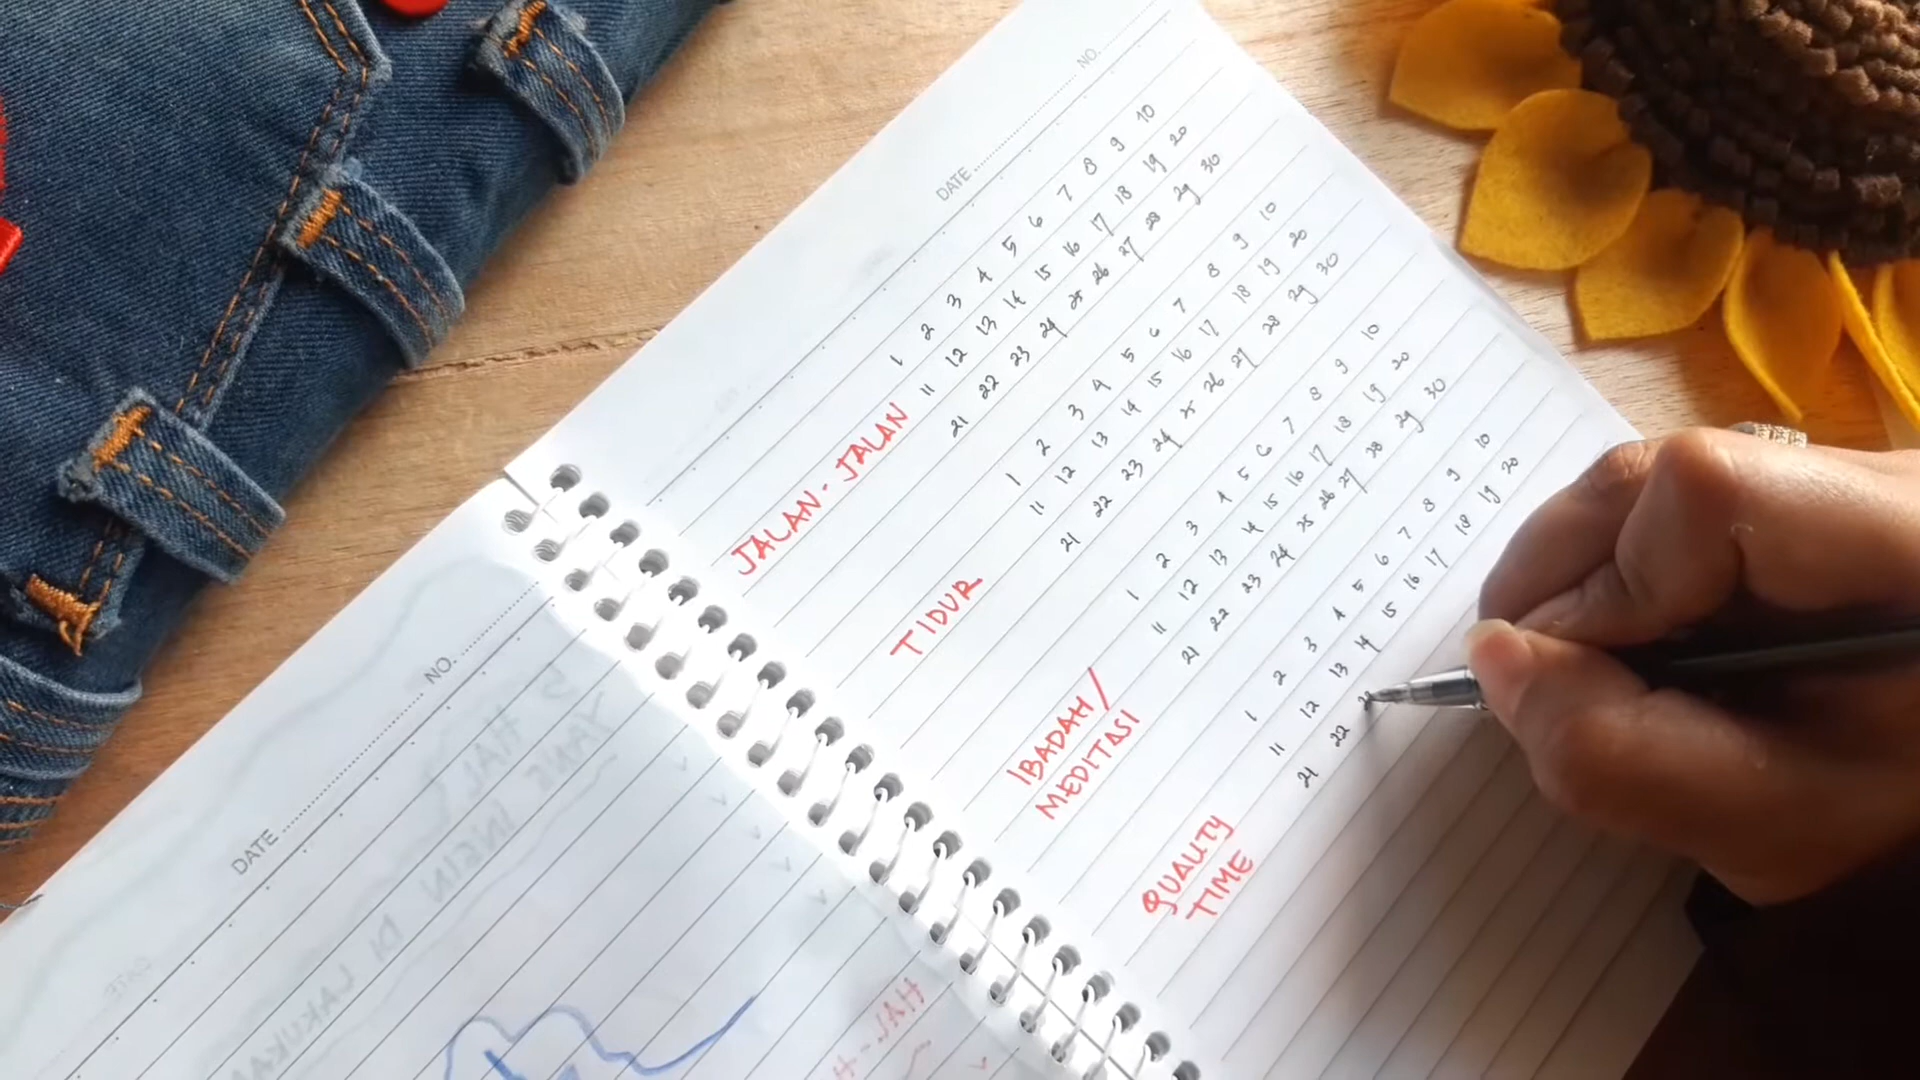 DATE NO.
1 2 3 4 5 6 7 8 9 10
JALAN-JALAN 11 12 13 14 15 16 17 18 19 20
21 22 23 24 25 26 27 28 29 30
1 2 3 4 5 6 7 8 9 10
TIDUR 11 12 13 14 15 16 17 18 19 20
21 22 23 24 25 26 27 28 29 30
1 2 3 4 5 6 7 8 9 10
IBADAH/ 11 12 13 14 15 16 17 18 19 20
MEDITASI 21 22 23 24 25 26 27 28 29 30
1 2 3 4 5 6 7 8 9 10
QUALITY 11 12 13 14 15 16 17 18 19 20
TIME 21 22
DATE NO.